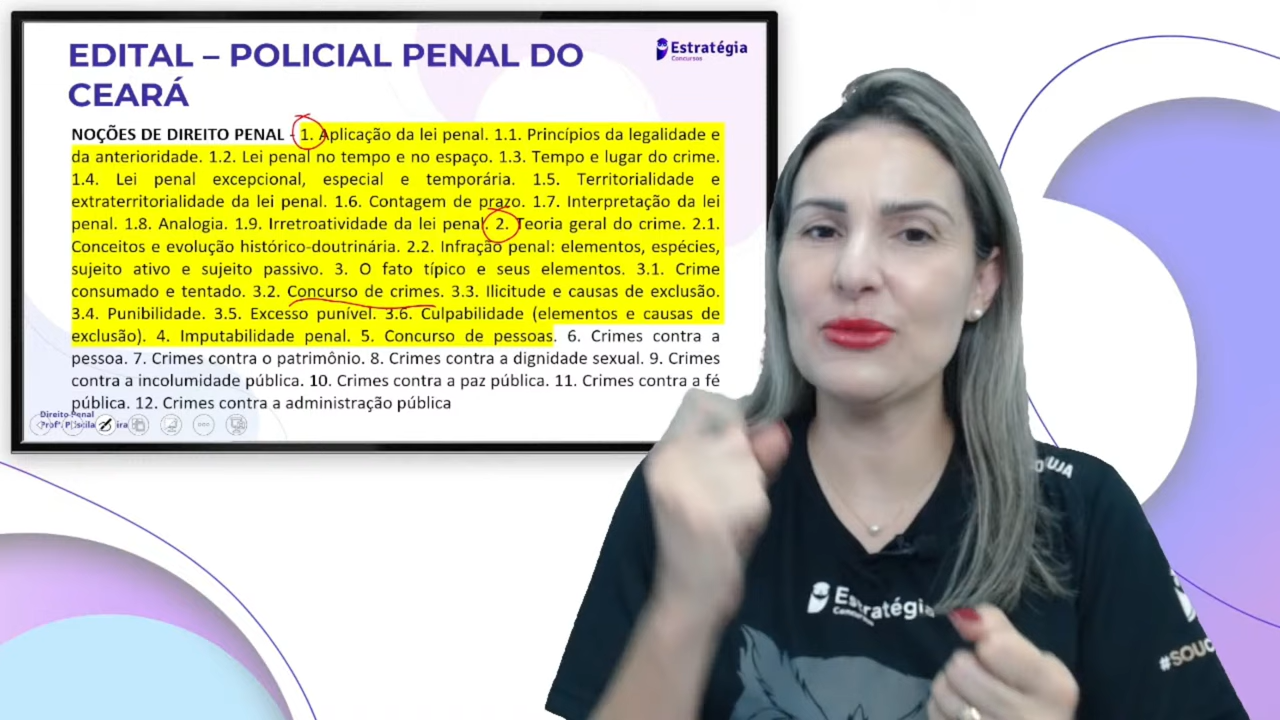 EDITAL – POLICIAL PENAL DO
CEARÁ
Estratégia
Concursos
NOÇÕES DE DIREITO PENAL - 1. Aplicação da lei penal. 1.1. Princípios da legalidade e
da anterioridade. 1.2. Lei penal no tempo e no espaço. 1.3. Tempo e lugar do crime.
1.4. Lei penal excepcional, especial e temporária. 1.5. Territorialidade e
extraterritorialidade da lei penal. 1.6. Contagem de prazo. 1.7. Interpretação da lei
penal. 1.8. Analogia. 1.9. Irretroatividade da lei penal. 2. Teoria geral do crime. 2.1.
Conceitos e evolução histórico-doutrinária. 2.2. Infração penal: elementos, espécies,
sujeito ativo e sujeito passivo. 3. O fato típico e seus elementos. 3.1. Crime
consumado e tentado. 3.2. Concurso de crimes. 3.3. Ilicitude e causas de exclusão.
3.4. Punibilidade. 3.5. Excesso punível. 3.6. Culpabilidade (elementos e causas de
exclusão). 4. Imputabilidade penal. 5. Concurso de pessoas. 6. Crimes contra a
pessoa. 7. Crimes contra o patrimônio. 8. Crimes contra a dignidade sexual. 9. Crimes
contra a incolumidade pública. 10. Crimes contra a paz pública. 11. Crimes contra a fé
pública. 12. Crimes contra a administração pública
Direito Penal
Profª.
Estratégia
Concursos